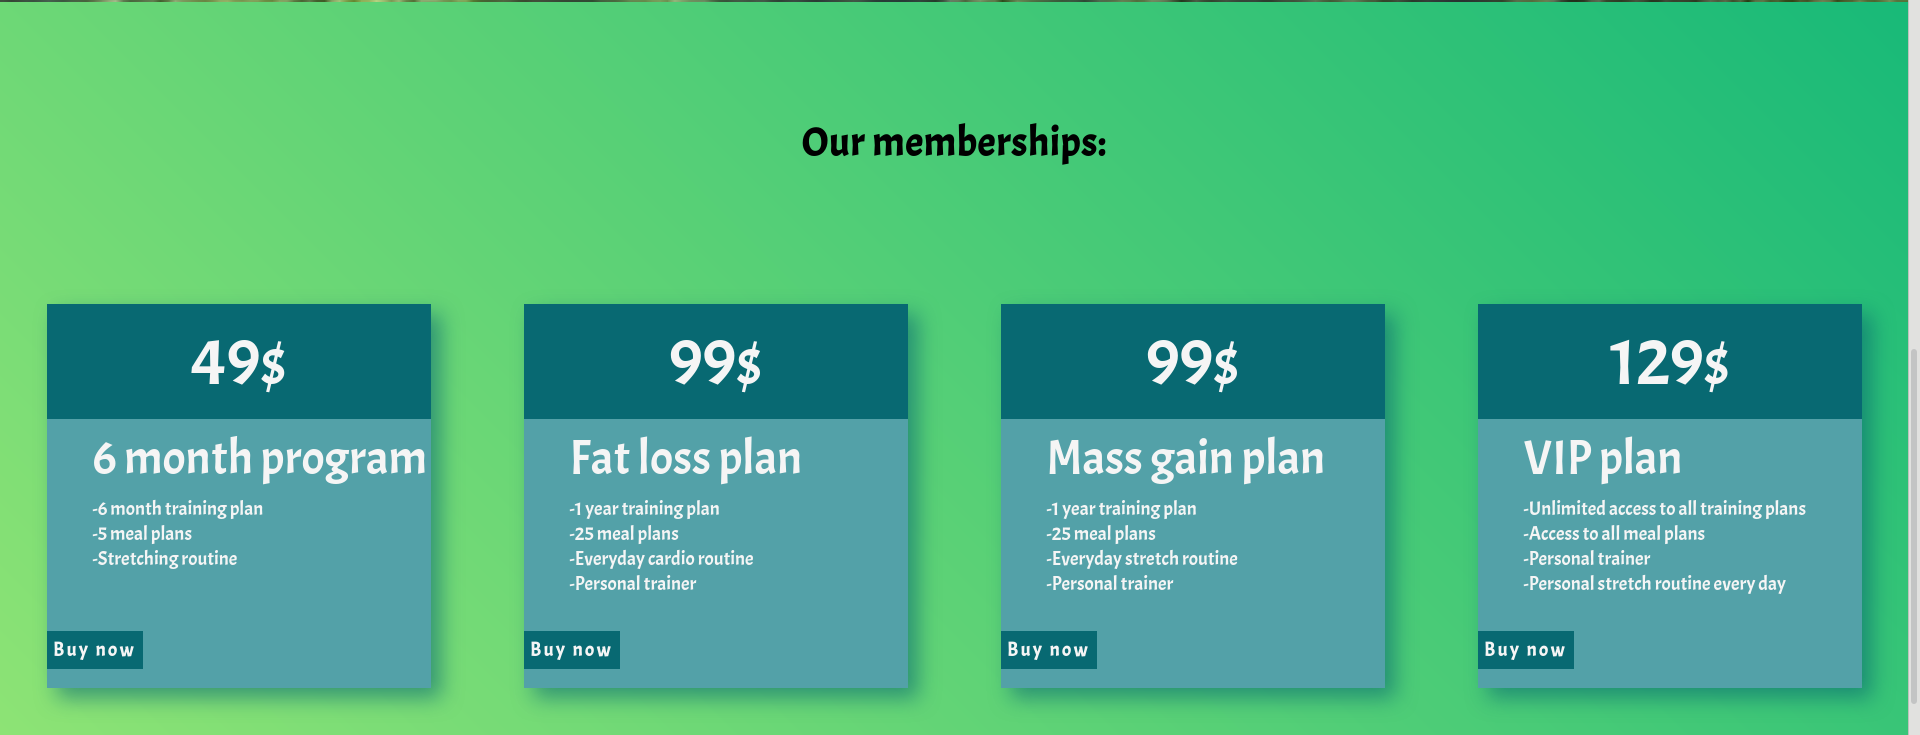 Our memberships:
49$
6 month program
-6 month training plan
-5 meal plans
-Stretching routine
Buy now
99$
Fat loss plan
-1 year training plan
-25 meal plans
-Everyday cardio routine
-Personal trainer
Buy now
99$
Mass gain plan
-1 year training plan
-25 meal plans
-Everyday stretch routine
-Personal trainer
Buy now
129$
VIP plan
-Unlimited access to all training plans
-Access to all meal plans
-Personal trainer
-Personal stretch routine every day
Buy now